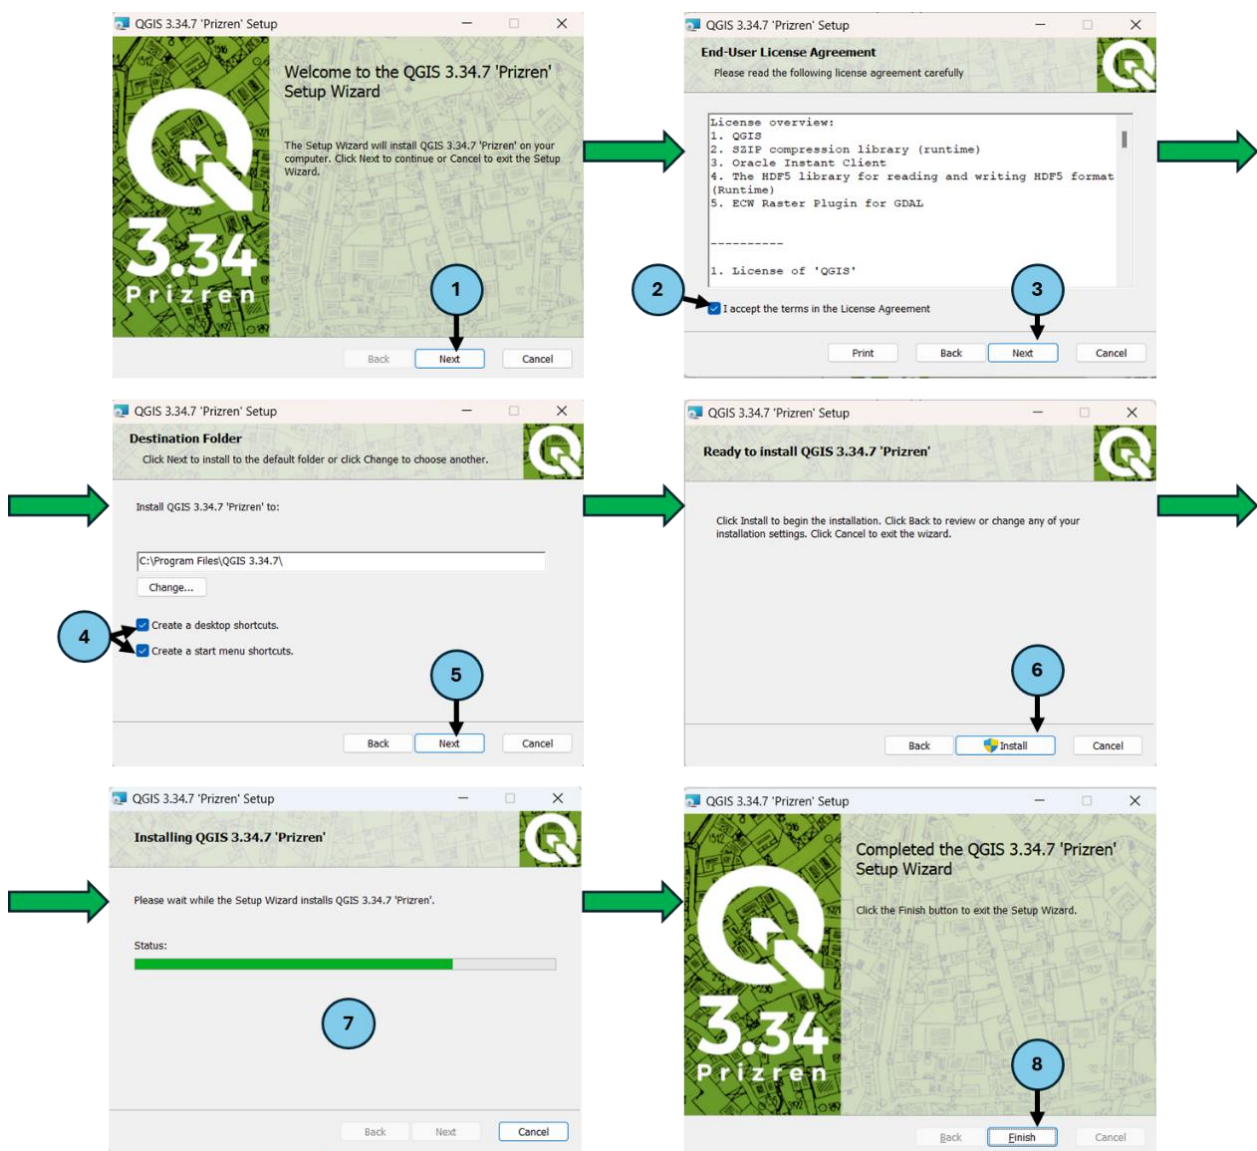 QGIS 3.34.7 'Prizren' Setup
Welcome to the QGIS 3.34.7 'Prizren'
Setup Wizard
The Setup Wizard will install QGIS 3.34.7 'Prizren' on your
computer. Click Next to continue or Cancel to exit the Setup
Wizard.
3.34
Prizren
1
Back
Next
Cancel
QGIS 3.34.7 'Prizren' Setup
End-User License Agreement
Please read the following license agreement carefully
License overview:
1. QGIS
2. SZIP compression library (runtime)
3. Oracle Instant Client
4. The HDF5 library for reading and writing HDF5 format
(Runtime)
5. ECW Raster Plugin for GDAL
----------
1. License of 'QGIS'
2
3
I accept the terms in the License Agreement
Print
Back
Next
Cancel
QGIS 3.34.7 'Prizren' Setup
Destination Folder
Click Next to install to the default folder or click Change to choose another.
Install QGIS 3.34.7 'Prizren' to:
C:\Program Files\QGIS 3.34.7\
Change...
4
Create a desktop shortcuts.
Create a start menu shortcuts.
5
Back
Next
Cancel
QGIS 3.34.7 'Prizren' Setup
Ready to install QGIS 3.34.7 'Prizren'
Click Install to begin the installation. Click Back to review or change any of your
installation settings. Click Cancel to exit the wizard.
6
Back
Install
Cancel
QGIS 3.34.7 'Prizren' Setup
Installing QGIS 3.34.7 'Prizren'
Please wait while the Setup Wizard installs QGIS 3.34.7 'Prizren'.
Status:
7
Back
Next
Cancel
QGIS 3.34.7 'Prizren' Setup
Completed the QGIS 3.34.7 'Prizren'
Setup Wizard
Click the Finish button to exit the Setup Wizard.
3.34
Prizren
8
Back
Finish
Cancel